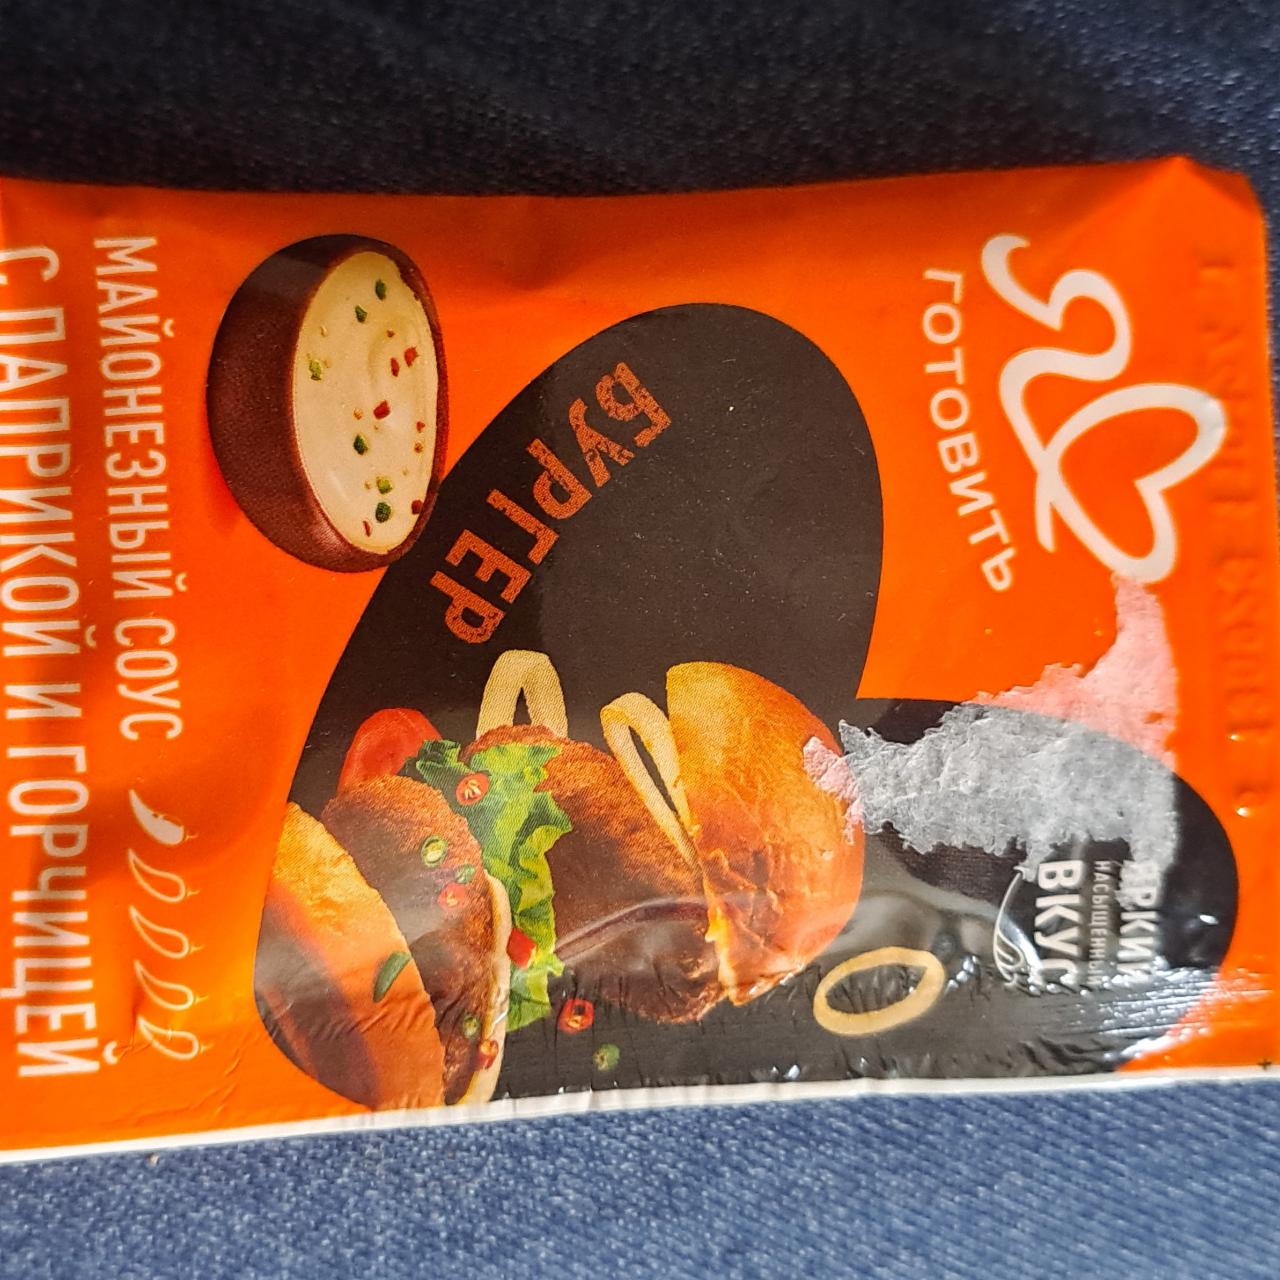 Я
ГОТОВИТЬ
ЯРКИЙ
НАСЫЩЕННЫЙ
ВКУС
БУРГЕР
МАЙОНЕЗНЫЙ СОУС
С ПАПРИКОЙ И ГОРЧИЦЕЙ